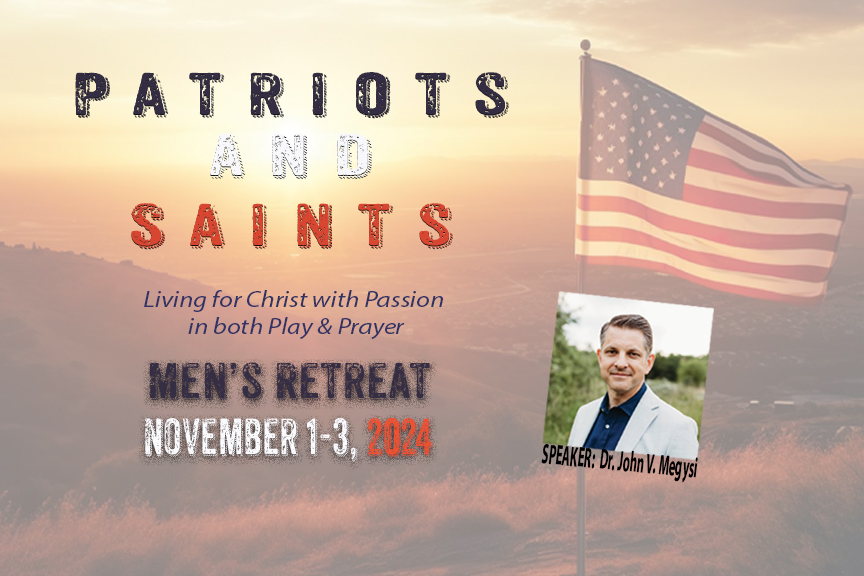 PATRIOTS
AND
SAINTS
Living for Christ with Passion
in both Play & Prayer
MEN'S RETREAT
NOVEMBER 1-3, 2024
SPEAKER: Dr. John V. Megysi